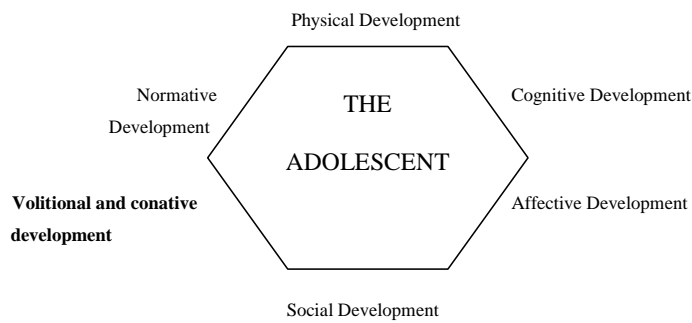 Physical Development
Normative
Development
THE
ADOLESCENT
Cognitive Development
Volitional and conative
development
Affective Development
Social Development